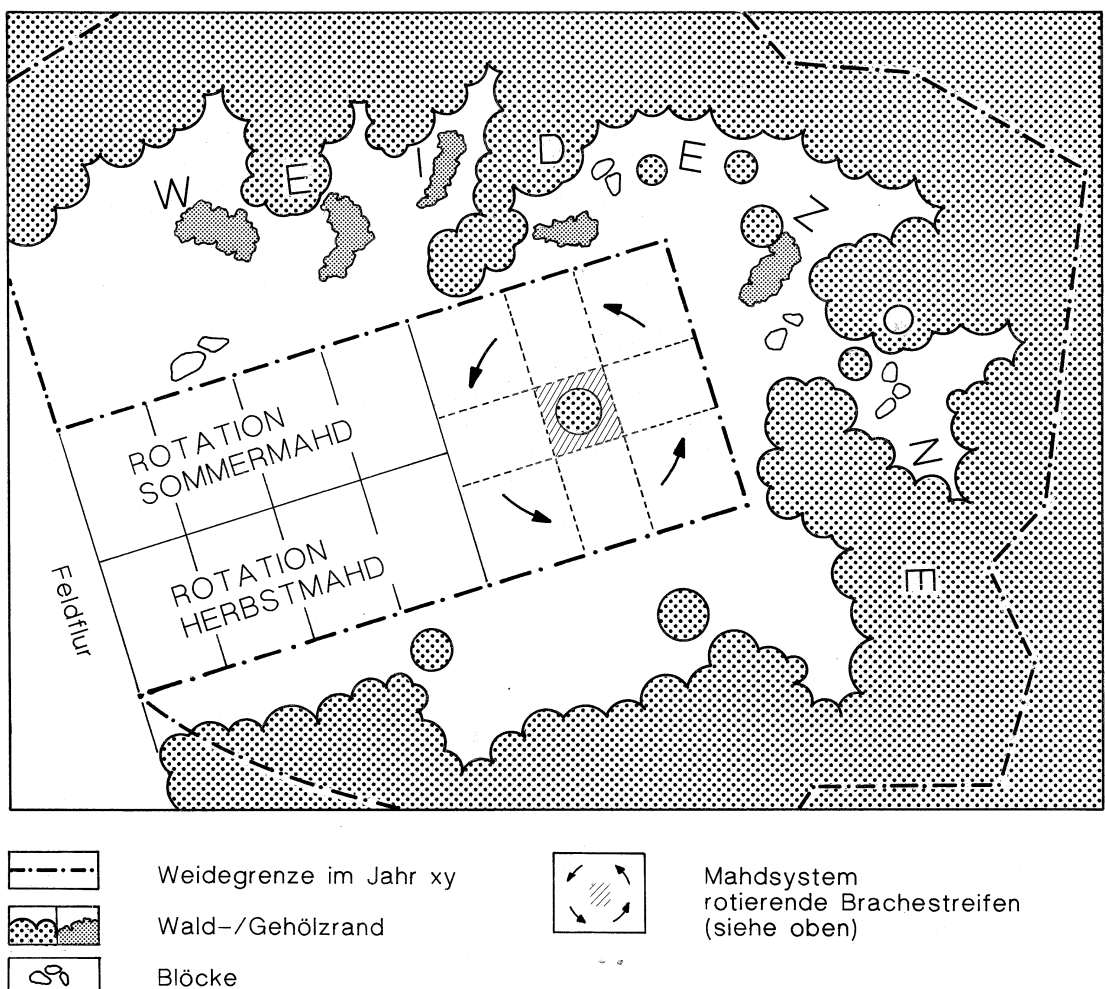 W E I D E Z O N E
ROTATION
SOMMERMAHD
ROTATION
HERBSTMAHD
Feldflur
Weidegrenze im Jahr xy
Wald-/Gehölzrand
Blöcke
Mahdsystem
rotierende Brachestreifen
(siehe oben)